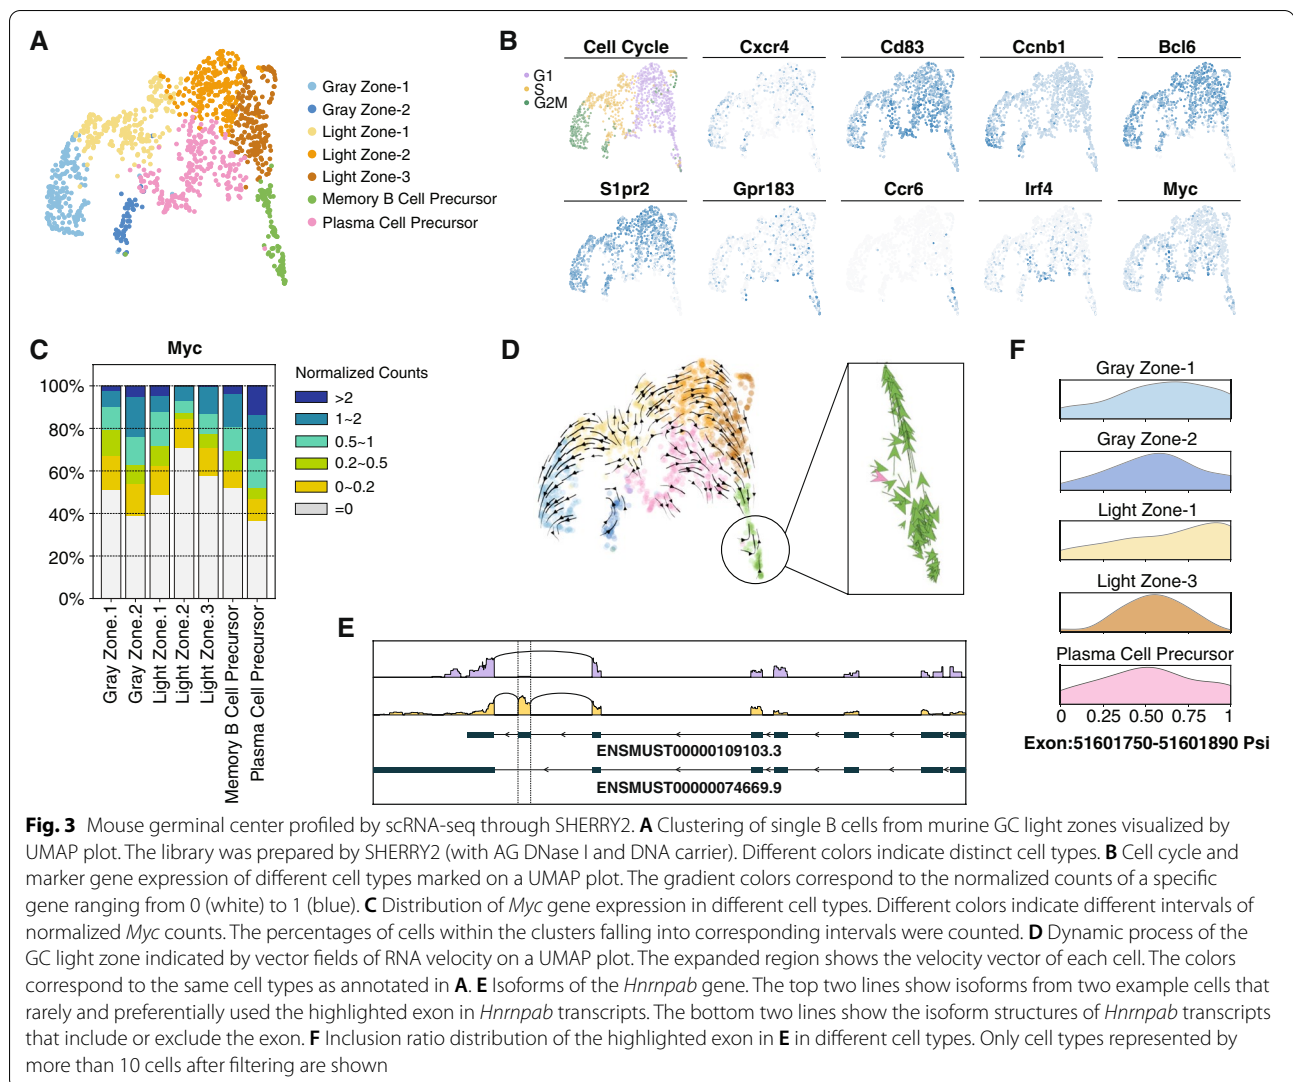 A
Gray Zone-1
Gray Zone-2
Light Zone-1
Light Zone-2
Light Zone-3
Memory B Cell Precursor
Plasma Cell Precursor
B
Cell Cycle
G1
S
G2M
Cxcr4
Cd83
Ccnb1
Bcl6
S1pr2
Gpr183
Ccr6
Irf4
Myc
C
Myc
100%
80%
60%
40%
20%
0%
Gray Zone.1
Gray Zone.2
Light Zone.1
Light Zone.2
Light Zone.3
Memory B Cell Precursor
Plasma Cell Precursor
Normalized Counts
>2
1~2
0.5~1
0.2~0.5
0~0.2
=0
D
E
ENSMUST00000109103.3
ENSMUST00000074669.9
F
Gray Zone-1
Gray Zone-2
Light Zone-1
Light Zone-3
Plasma Cell Precursor
0 0.25 0.50 0.75 1
Exon:51601750-51601890 Psi
Fig. 3 Mouse germinal center profiled by scRNA-seq through SHERRY2. A Clustering of single B cells from murine GC light zones visualized by
UMAP plot. The library was prepared by SHERRY2 (with AG DNase I and DNA carrier). Different colors indicate distinct cell types. B Cell cycle and
marker gene expression of different cell types marked on a UMAP plot. The gradient colors correspond to the normalized counts of a specific
gene ranging from 0 (white) to 1 (blue). C Distribution of Myc gene expression in different cell types. Different colors indicate different intervals of
normalized Myc counts. The percentages of cells within the clusters falling into corresponding intervals were counted. D Dynamic process of the
GC light zone indicated by vector fields of RNA velocity on a UMAP plot. The expanded region shows the velocity vector of each cell. The colors
correspond to the same cell types as annotated in A. E Isoforms of the Hnrnpab gene. The top two lines show isoforms from two example cells that
rarely and preferentially used the highlighted exon in Hnrnpab transcripts. The bottom two lines show the isoform structures of Hnrnpab transcripts
that include or exclude the exon. F Inclusion ratio distribution of the highlighted exon in E in different cell types. Only cell types represented by
more than 10 cells after filtering are shown